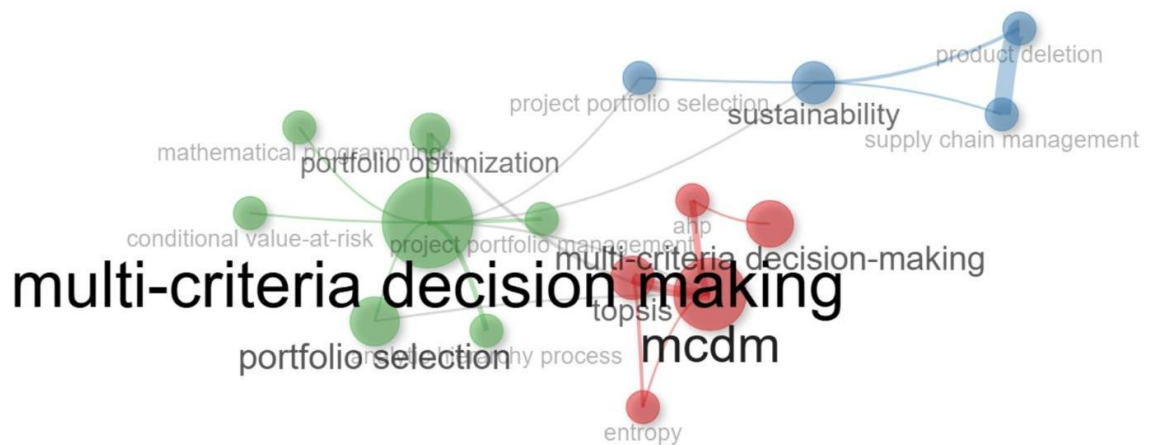 product deletion
project portfolio selection
sustainability
supply chain management
mathematical programming
portfolio optimization
ahp
conditional value-at-risk
project portfolio management
multi-criteria decision-making
multi-criteria decision making
topsis
mcdm
portfolio selection
analytic hierarchy process
entropy